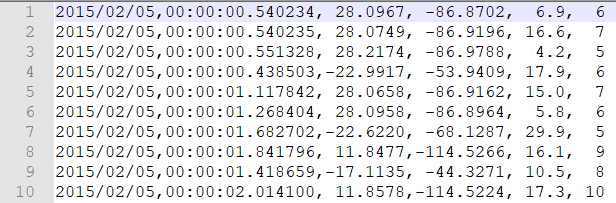 1 2015/02/05,00:00:00.540234, 28.0967, -86.8702,  6.9,  6
2 2015/02/05,00:00:00.540235, 28.0749, -86.9196, 16.6,  7
3 2015/02/05,00:00:00.551328, 28.2174, -86.9788,  4.2,  5
4 2015/02/05,00:00:00.438503,-22.9917, -53.9409, 17.9,  6
5 2015/02/05,00:00:01.117842, 28.0658, -86.9162, 15.0,  7
6 2015/02/05,00:00:01.268404, 28.0958, -86.8964,  5.8,  6
7 2015/02/05,00:00:01.682702,-22.6220, -68.1287, 29.9,  5
8 2015/02/05,00:00:01.841796, 11.8477,-114.5266, 16.1,  9
9 2015/02/05,00:00:01.418659,-17.1135, -44.3271, 10.5,  8
10 2015/02/05,00:00:02.014100, 11.8578,-114.5224, 17.3, 10